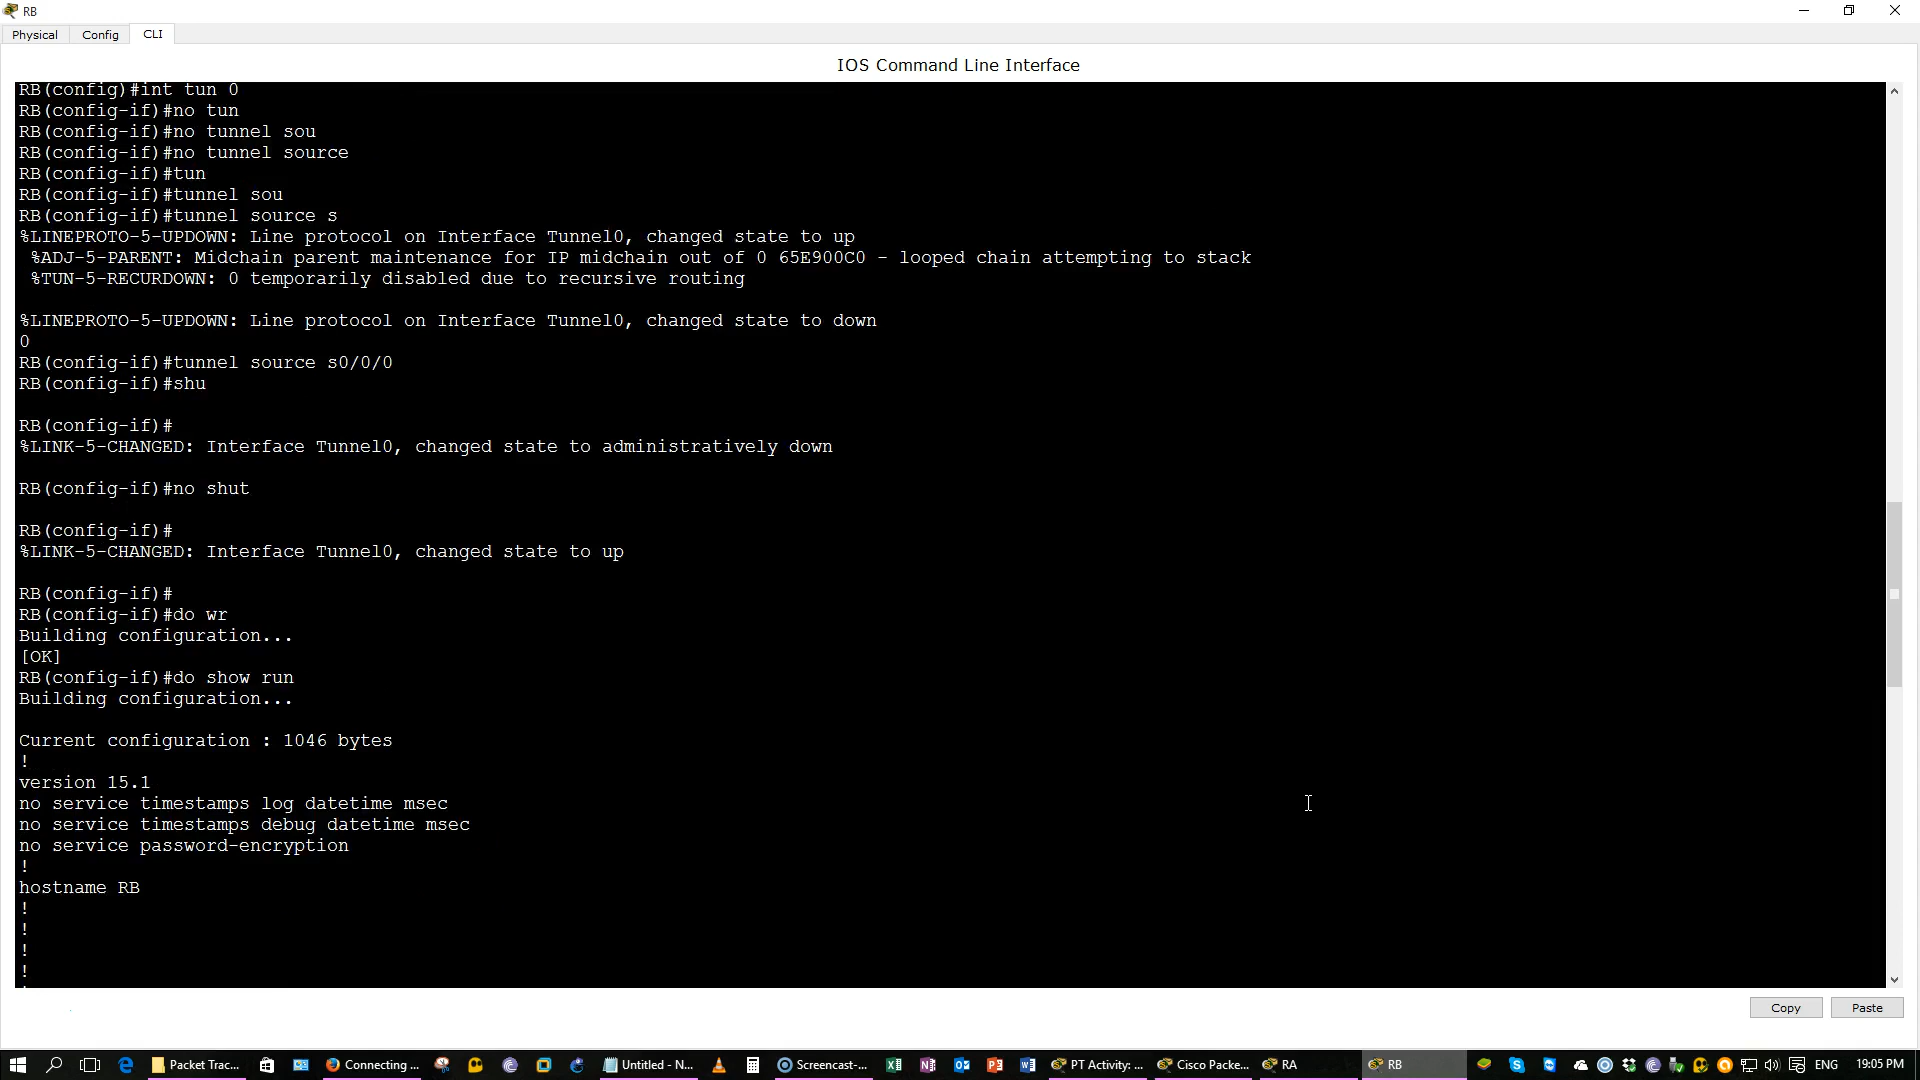 RB
Physical
Config
CLI
IOS Command Line Interface
RB(config)#int tun 0
RB(config-if)#no tun
RB(config-if)#no tunnel sou
RB(config-if)#no tunnel source
RB(config-if)#tun
RB(config-if)#tunnel sou
RB(config-if)#tunnel source s
%LINEPROTO-5-UPDOWN: Line protocol on Interface Tunnel0, changed state to up
%ADJ-5-PARENT: Midchain parent maintenance for IP midchain out of 0 65E900C0 - looped chain attempting to stack
%TUN-5-RECURDOWN: 0 temporarily disabled due to recursive routing
%LINEPROTO-5-UPDOWN: Line protocol on Interface Tunnel0, changed state to down
0
RB(config-if)#tunnel source s0/0/0
RB(config-if)#shu
RB(config-if)#
%LINK-5-CHANGED: Interface Tunnel0, changed state to administratively down
RB(config-if)#no shut
RB(config-if)#
%LINK-5-CHANGED: Interface Tunnel0, changed state to up
RB(config-if)#
RB(config-if)#do wr
Building configuration...
[OK]
RB(config-if)#do show run
Building configuration...
Current configuration : 1046 bytes
!
version 15.1
no service timestamps log datetime msec
no service timestamps debug datetime msec
no service password-encryption
!
hostname RB
!
!
!
!
Copy
Paste
Packet Trac...
Connecting ...
Untitled - N...
Screencast-...
PT Activity: ...
Cisco Packe...
RA
RB
ENG
19:05 PM